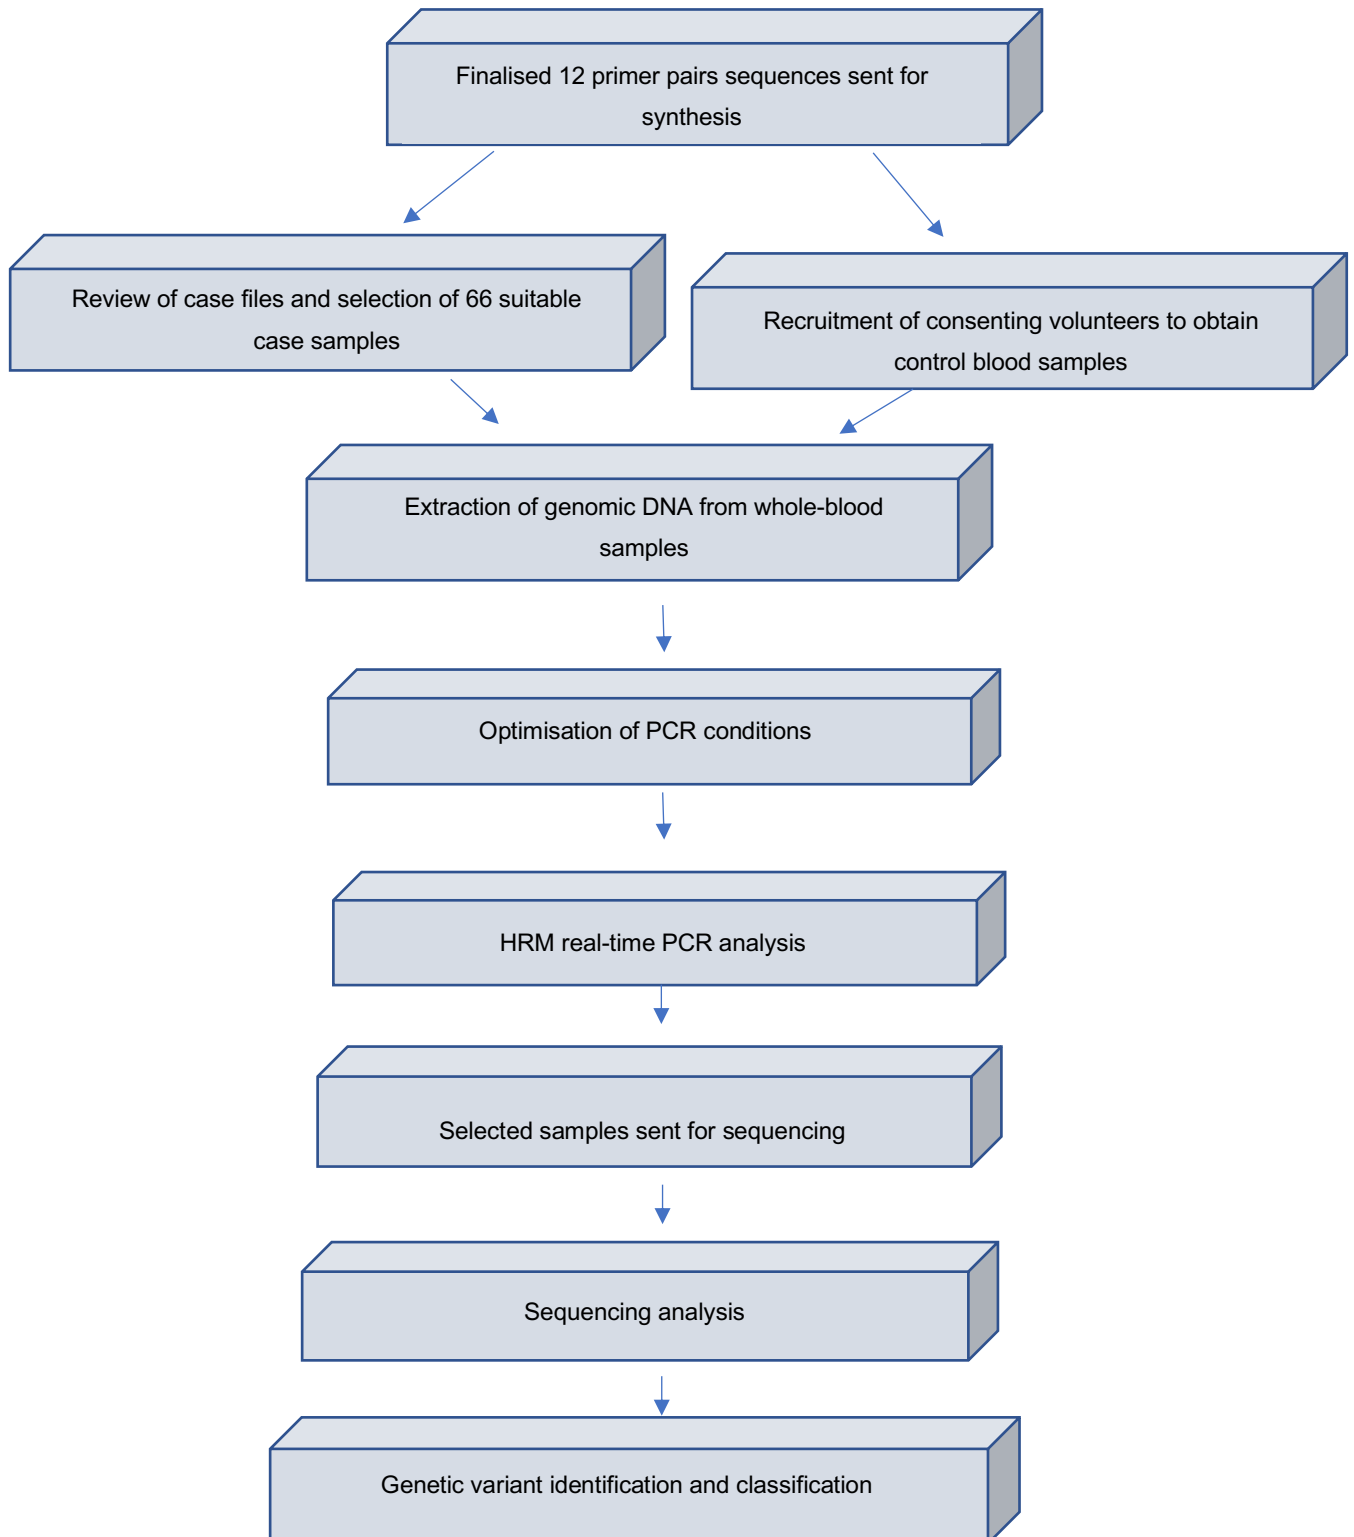 Finalised 12 primer pairs sequences sent for
synthesis
Review of case files and selection of 66 suitable
case samples
Recruitment of consenting volunteers to obtain
control blood samples
Extraction of genomic DNA from whole-blood
samples
Optimisation of PCR conditions
HRM real-time PCR analysis
Selected samples sent for sequencing
Sequencing analysis
Genetic variant identification and classification